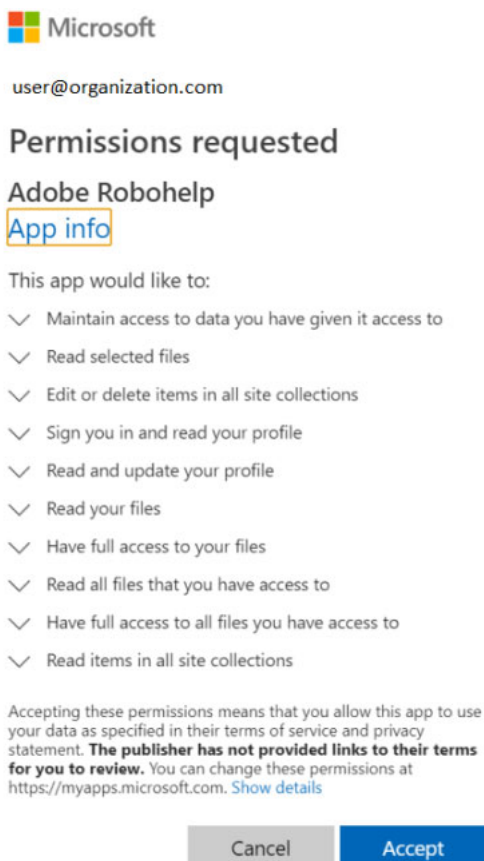 Microsoft
user@organization.com
Permissions requested
Adobe Robohelp
App info
This app would like to:
Maintain access to data you have given it access to
Read selected files
Edit or delete items in all site collections
Sign you in and read your profile
Read and update your profile
Read your files
Have full access to your files
Read all files that you have access to
Have full access to all files you have access to
Read items in all site collections
Accepting these permissions means that you allow this app to use
your data as specified in their terms of service and privacy
statement. The publisher has not provided links to their terms
for you to review. You can change these permissions at
https://myapps.microsoft.com. Show details
Cancel Accept